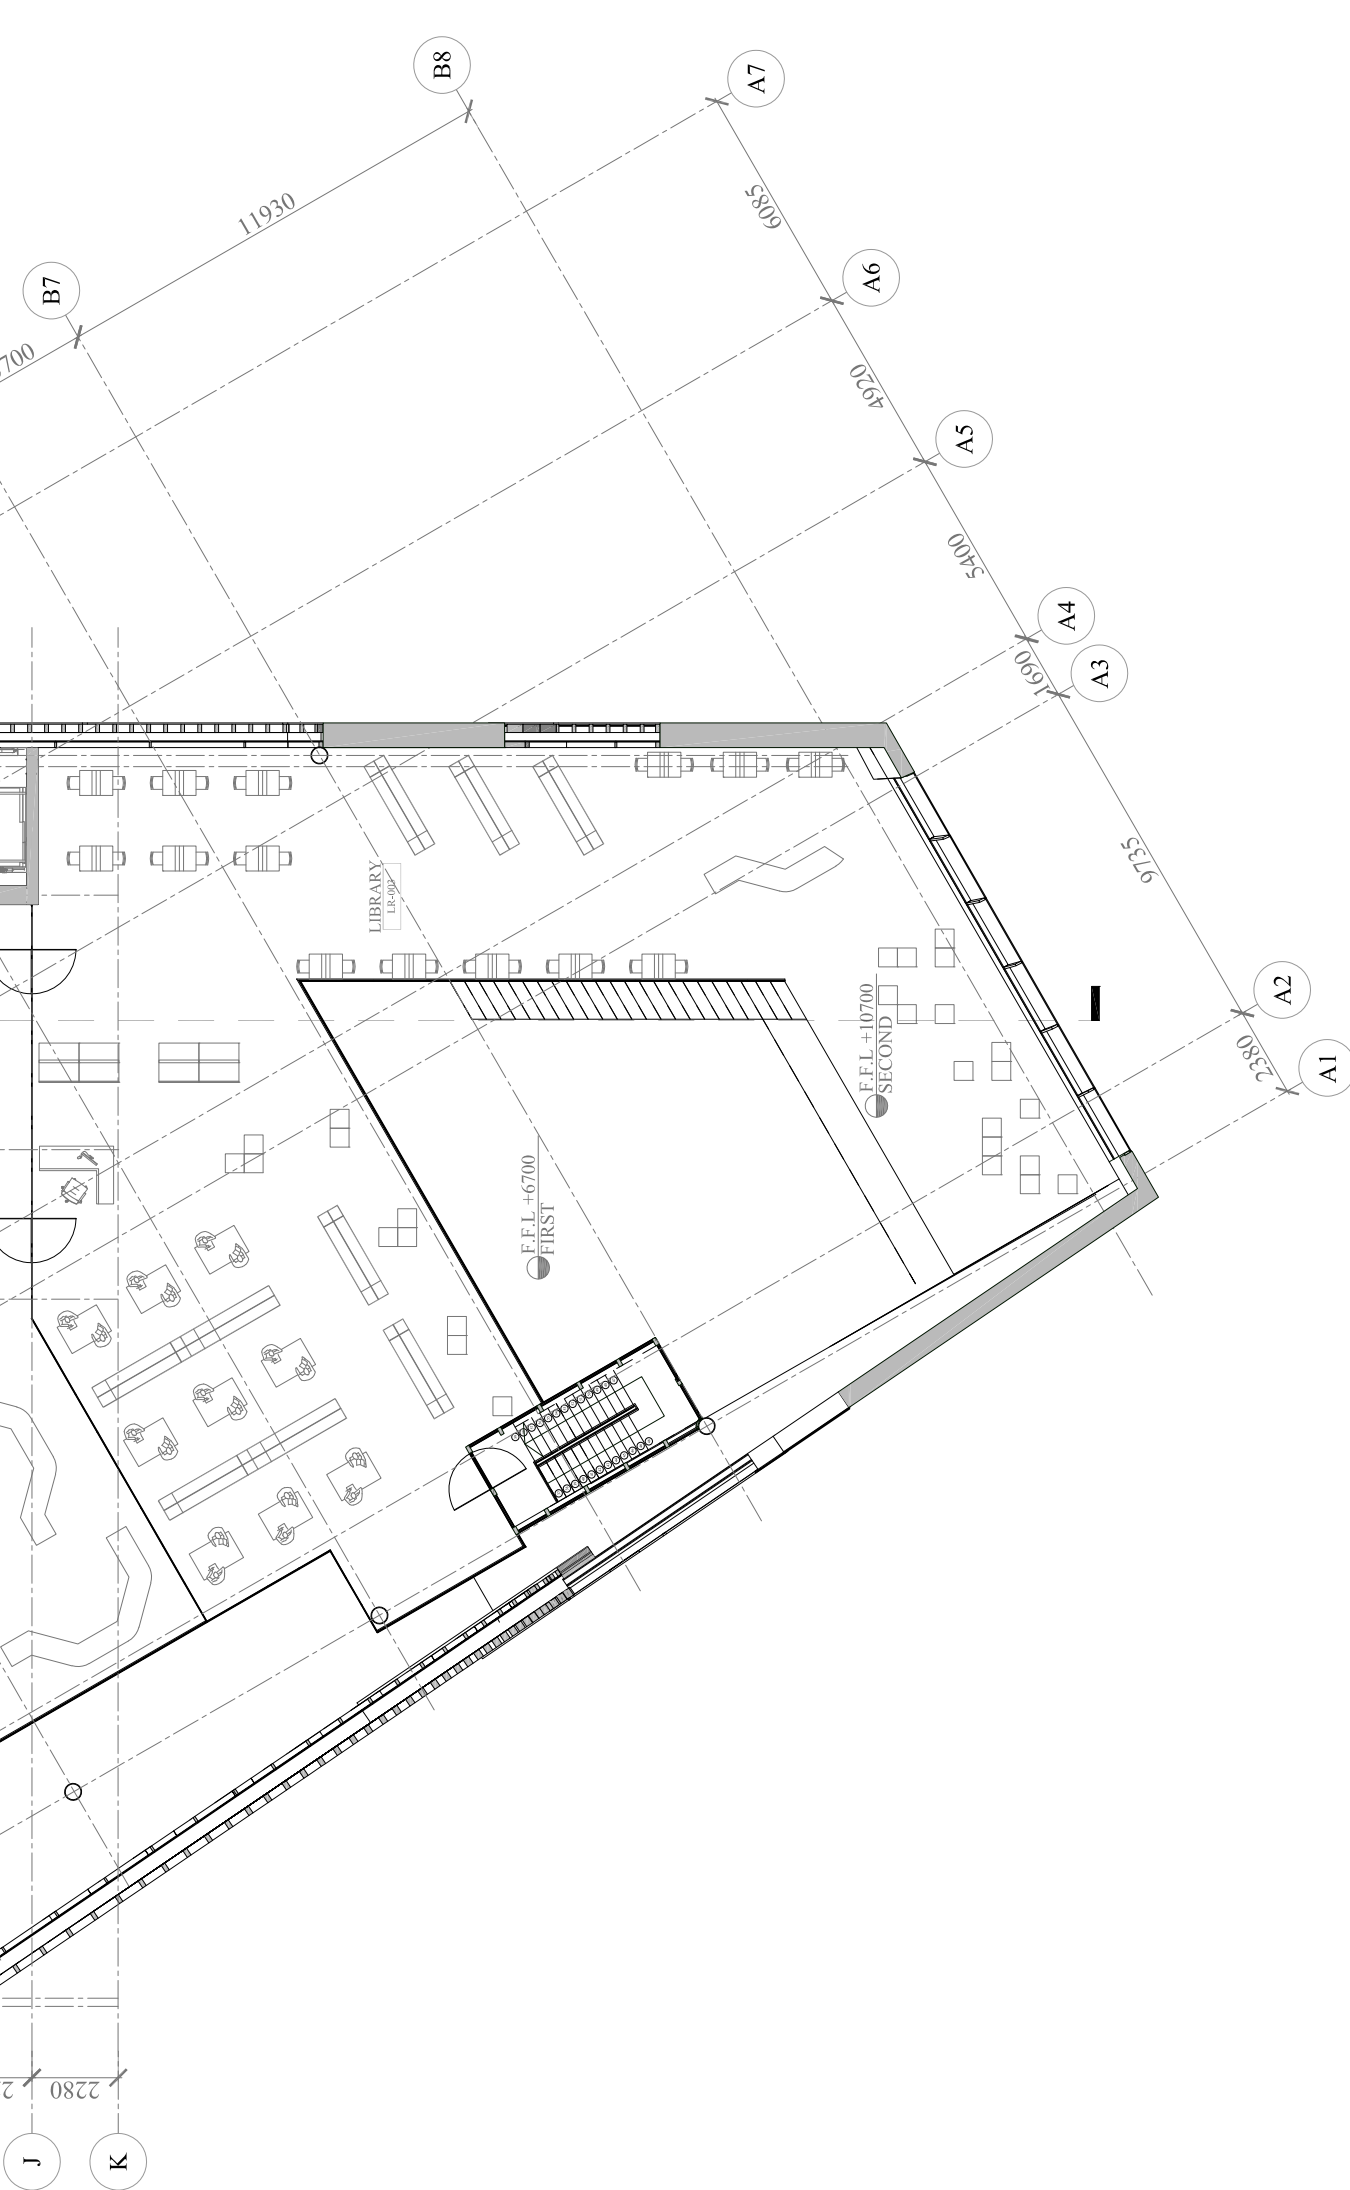 B8
A7
11930
6085
B7
A6
4920
A5
5400
A4
1690
A3
LIBRARY
9735
F.F.L +10700
SECOND
A2
2380
A1
F.F.L +6700
FIRST
2280
J
K